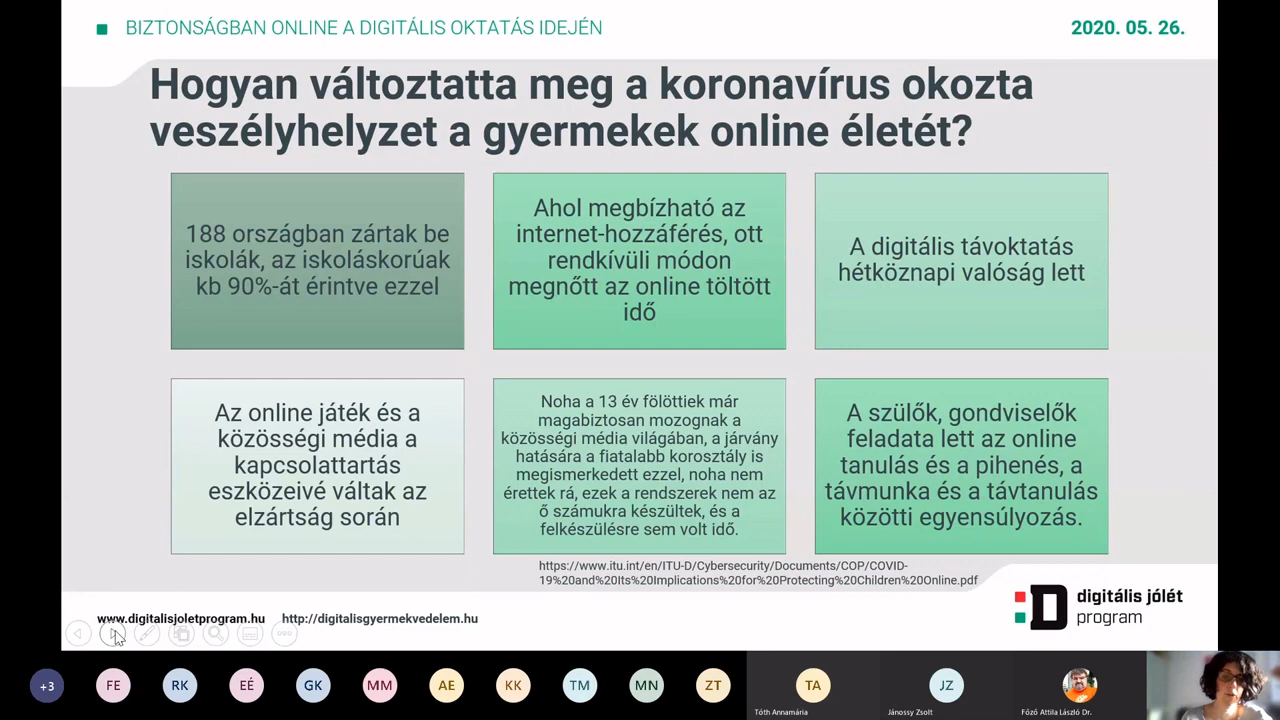 BIZTONSÁGBAN ONLINE A DIGITÁLIS OKTATÁS IDEJÉN
2020. 05. 26.
Hogyan változtatta meg a koronavírus okozta
veszélyhelyzet a gyermekek online életét?
188 országban zártak be
iskolák, az iskoláskorúak
kb 90%-át érintve ezzel
Ahol megbízható az
internet-hozzáférés, ott
rendkívüli módon
megnőtt az online töltött
idő
A digitális távoktatás
hétköznapi valóság lett
Az online játék és a
közösségi média a
kapcsolattartás
eszközeivé váltak az
elzártság során
Noha a 13 év fölöttiek már
magabiztosan mozognak a
közösségi média világában, a járvány
hatására a fiatalabb korosztály is
megismerkedett ezzel, noha nem
érettek rá, ezek a rendszerek nem az
ő számukra készültek, és a
felkészülésre sem volt idő.
A szülők, gondviselők
feladata lett az online
tanulás és a pihenés, a
távmunka és a távtanulás
közötti egyensúlyozás.
https://www.itu.int/en/ITU-D/Cybersecurity/Documents/COP/COVID-
19%20and%20Its%20Implications%20for%20Protecting%20Children%20Online.pdf
www.digitalisjoletprogram.hu http://digitalisgyermekvedelem.hu
D digitális jólét
program
+3 FE RK EÉ GK MM AE KK TM MN ZT TA JZ
Tóth Annamária Jánossy Zsolt Főző Attila László Dr.